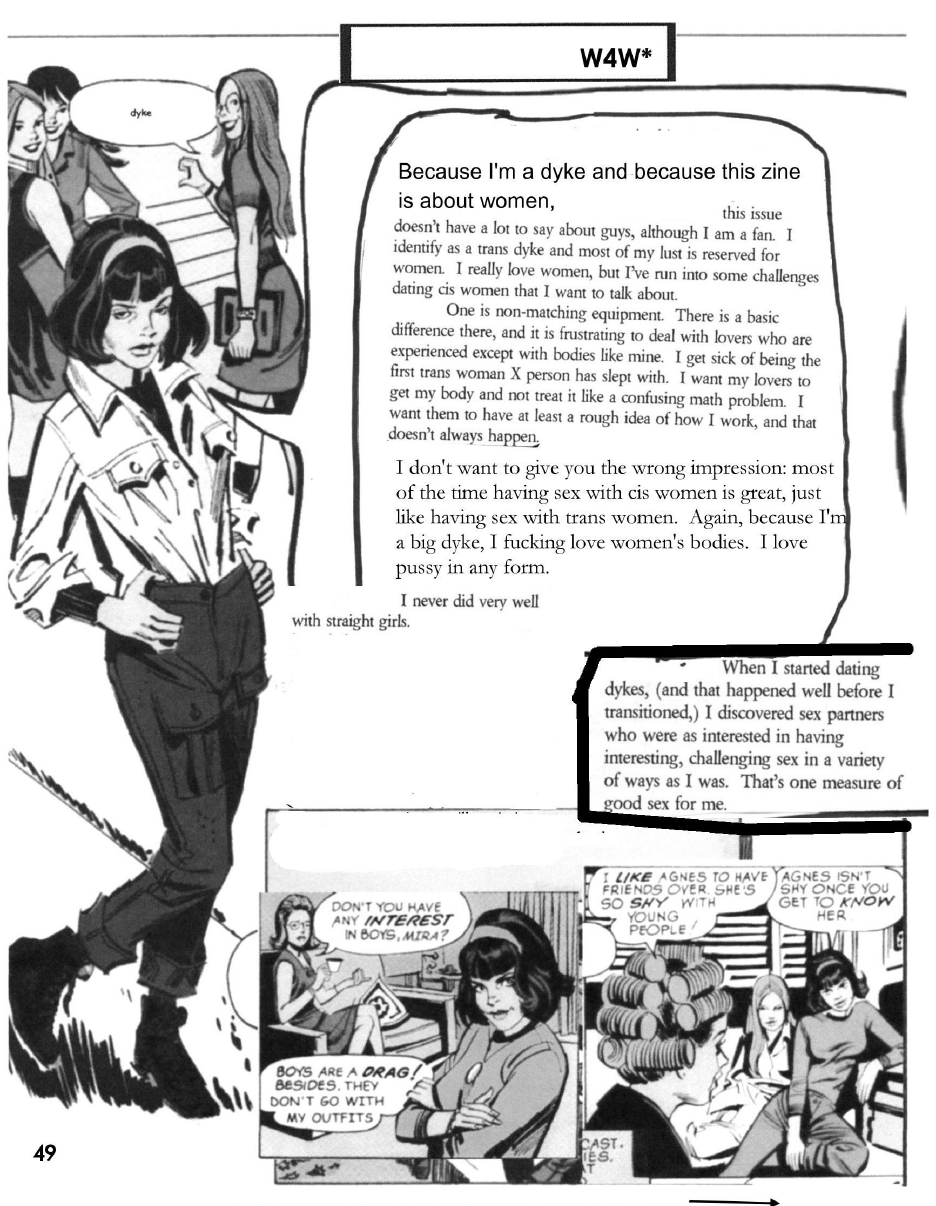 W4W*
dyke
Because I'm a dyke and because this zine
is about women,
this issue
doesn't have a lot to say about guys, although I am a fan. I
identify as a trans dyke and most of my lust is reserved for
women. I really love women, but I've run into some challenges
dating cis women that I want to talk about.
One is non-matching equipment. There is a basic
difference there, and it is frustrating to deal with lovers who are
experienced except with bodies like mine. I get sick of being the
first trans woman X person has slept with. I want my lovers to
get my body and not treat it like a confusing math problem. I
want them to have at least a rough idea of how I work, and that
doesn't always happen.
I don't want to give you the wrong impression: most
of the time having sex with cis women is great, just
like having sex with trans women. Again, because I'm
a big dyke, I fucking love women's bodies. I love
pussy in any form.
I never did very well
with straight girls.
When I started dating
dykes, (and that happened well before I
transitioned,) I discovered sex partners
who were as interested in having
interesting, challenging sex in a variety
of ways as I was. That's one measure of
good sex for me.
DON'T YOU HAVE
ANY INTEREST
IN BOYS, MIRA?
BOYS ARE A DRAG!
BESIDES, THEY
DON'T GO WITH
MY OUTFITS
I LIKE AGNES TO HAVE
FRIENDS OVER. SHE'S
SO SHY WITH
YOUNG
PEOPLE!
AGNES ISN'T
SHY ONCE YOU
GET TO KNOW
HER
CAST.
IES.
T
49